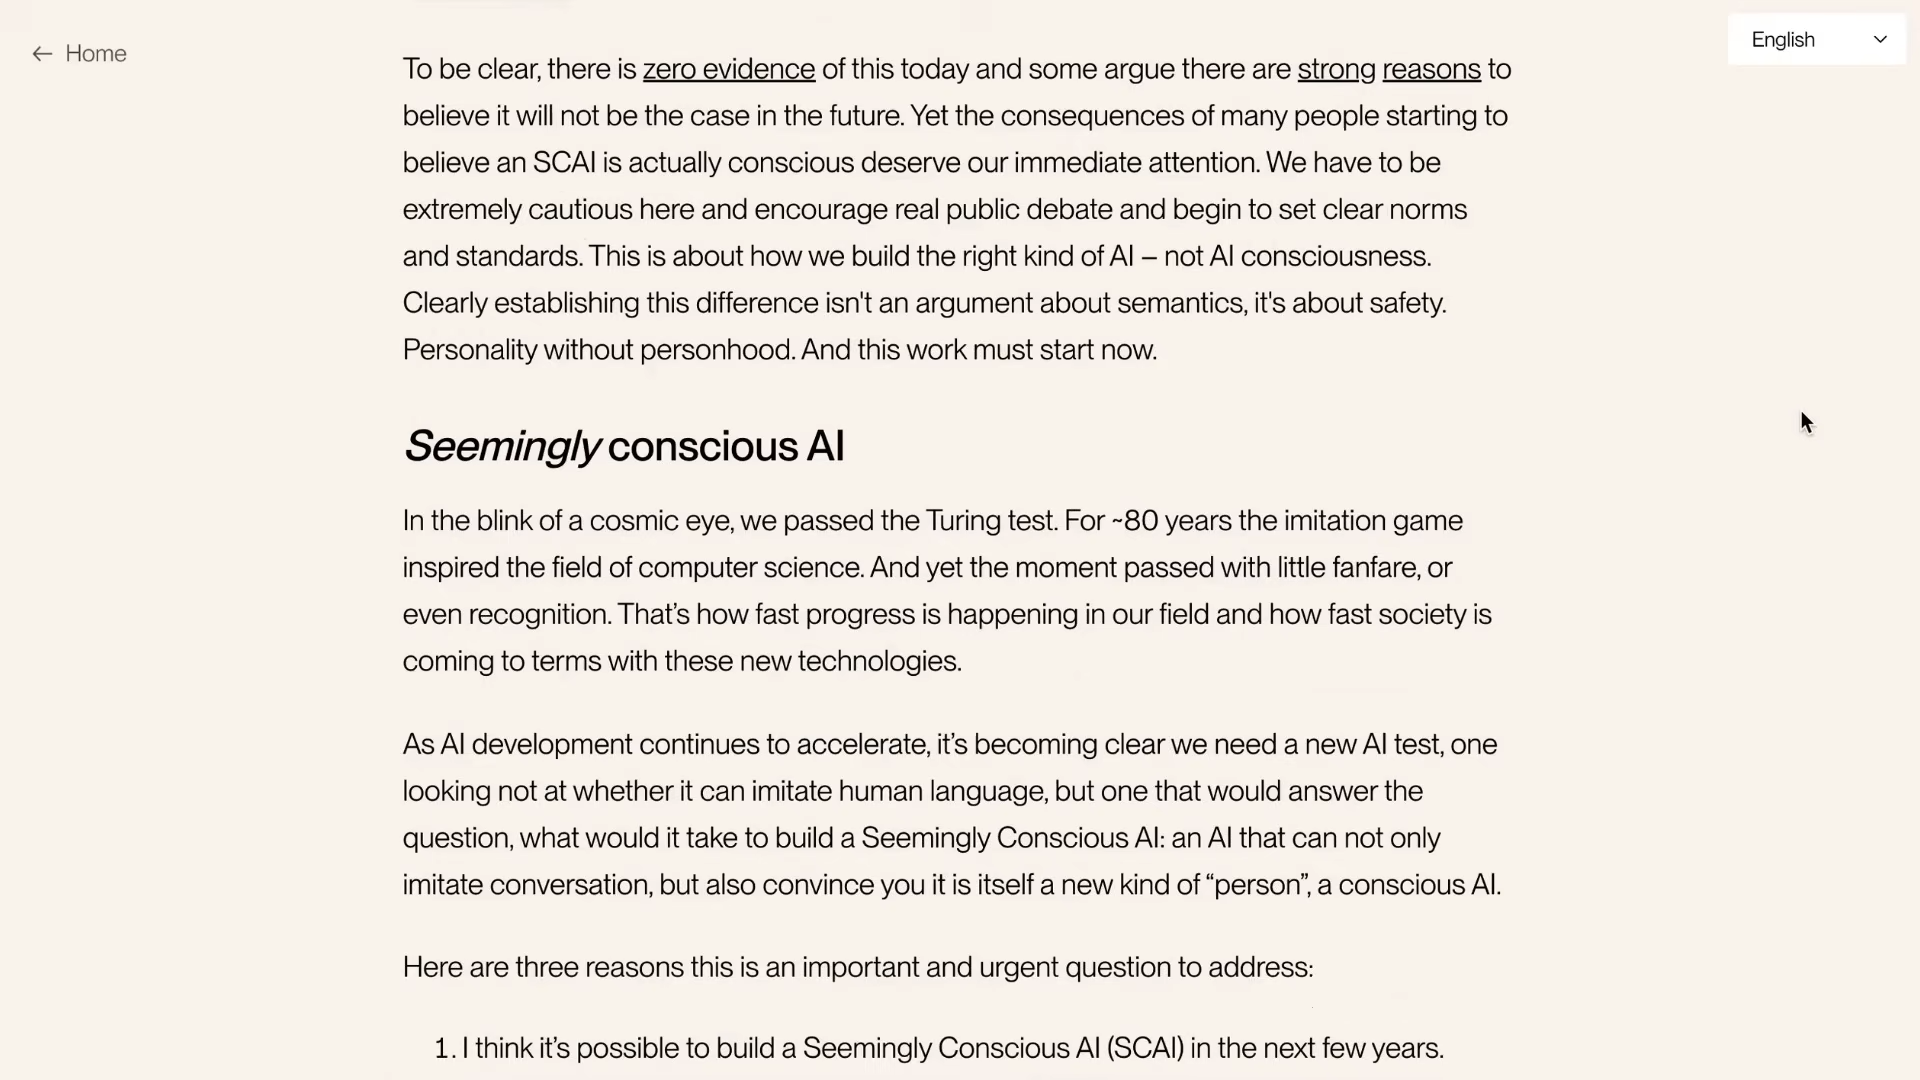 ← Home
English
To be clear, there is zero evidence of this today and some argue there are strong reasons to
believe it will not be the case in the future. Yet the consequences of many people starting to
believe an SCAI is actually conscious deserve our immediate attention. We have to be
extremely cautious here and encourage real public debate and begin to set clear norms
and standards. This is about how we build the right kind of AI – not AI consciousness.
Clearly establishing this difference isn't an argument about semantics, it's about safety.
Personality without personhood. And this work must start now.
Seemingly conscious AI
In the blink of a cosmic eye, we passed the Turing test. For ~80 years the imitation game
inspired the field of computer science. And yet the moment passed with little fanfare, or
even recognition. That’s how fast progress is happening in our field and how fast society is
coming to terms with these new technologies.
As AI development continues to accelerate, it’s becoming clear we need a new AI test, one
looking not at whether it can imitate human language, but one that would answer the
question, what would it take to build a Seemingly Conscious AI: an AI that can not only
imitate conversation, but also convince you it is itself a new kind of “person”, a conscious AI.
Here are three reasons this is an important and urgent question to address:
1. I think it’s possible to build a Seemingly Conscious AI (SCAI) in the next few years.